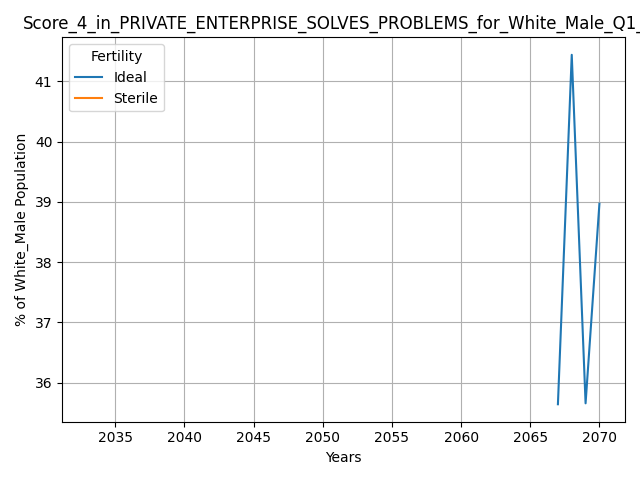 Score_4_in_PRIVATE_ENTERPRISE_SOLVES_PROBLEMS_for_White_Male_Q1_
Fertility
Ideal
Sterile
% of White_Male Population
41
40
39
38
37
36
2035 2040 2045 2050 2055 2060 2065 2070
Years